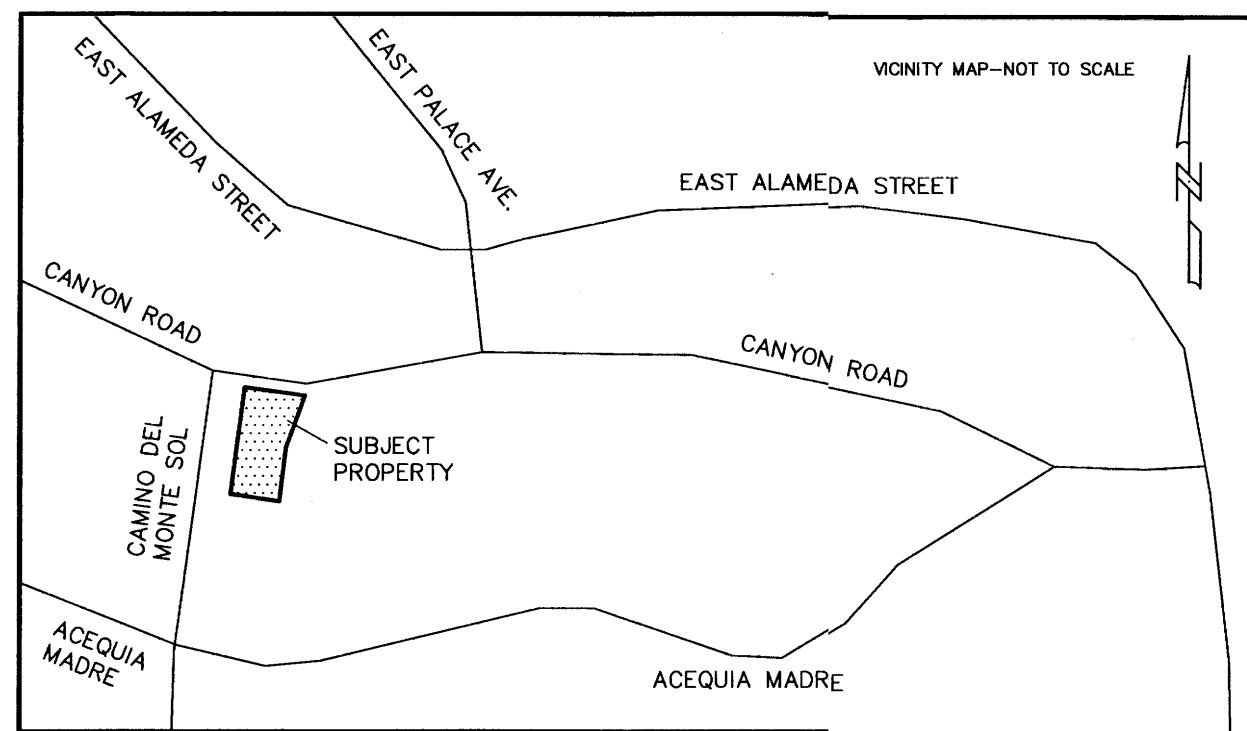 VICINITY MAP-NOT TO SCALE
EAST ALAMEDA STREET
EAST PALACE AVE.
EAST ALAMEDA STREET
N
CANYON ROAD
CANYON ROAD
SUBJECT
PROPERTY
CAMINO DEL
MONTE SOL
ACEQUIA
MADRE
ACEQUIA MADRE